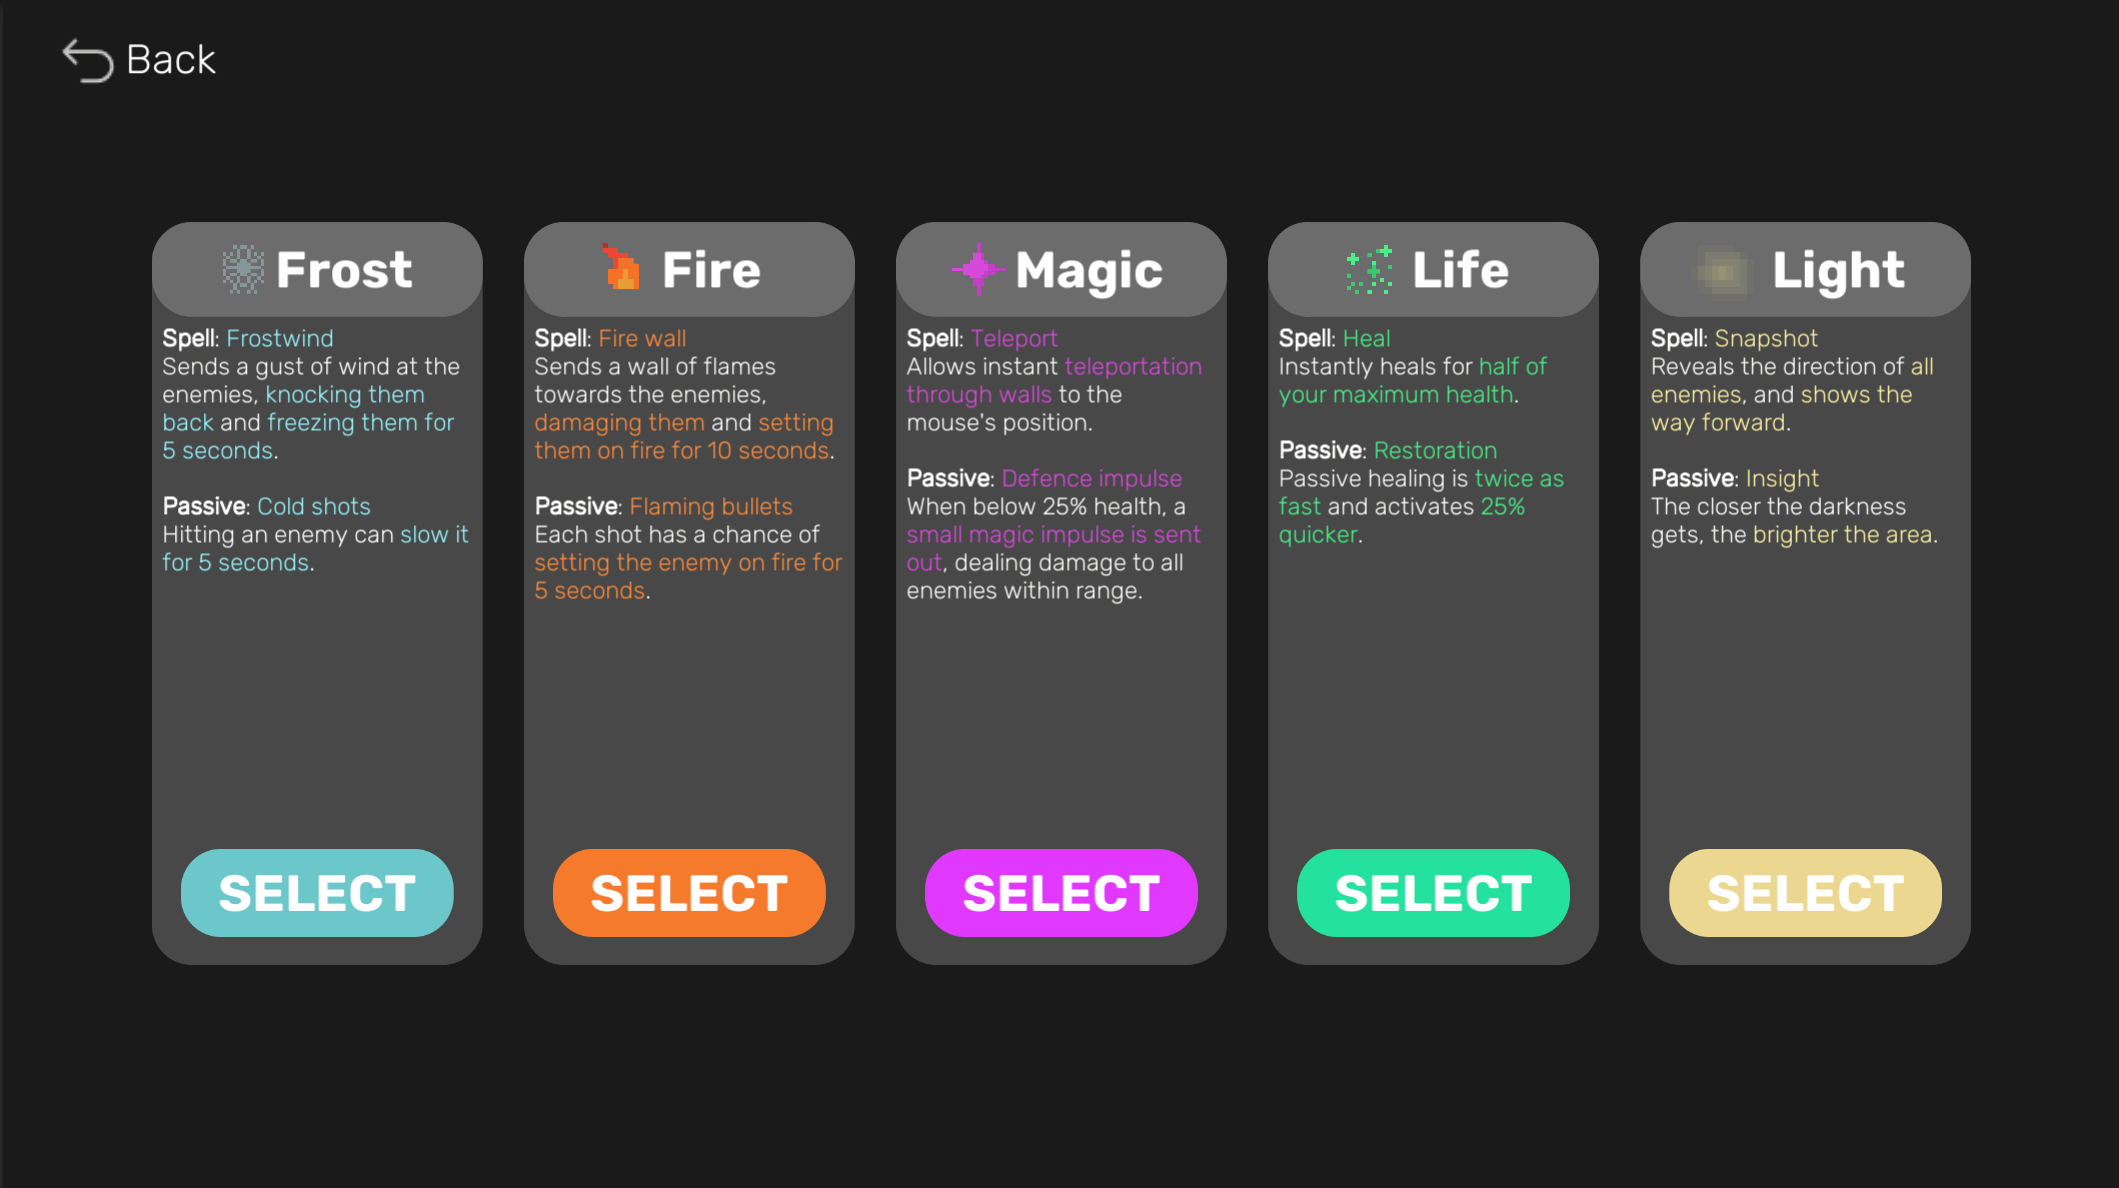 Back
Frost
Spell: Frostwind
Sends a gust of wind at the
enemies, knocking them
back and freezing them for
5 seconds.
Passive: Cold shots
Hitting an enemy can slow it
for 5 seconds.
SELECT
Fire
Spell: Fire wall
Sends a wall of flames
towards the enemies,
damaging them and setting
them on fire for 10 seconds.
Passive: Flaming bullets
Each shot has a chance of
setting the enemy on fire for
5 seconds.
SELECT
Magic
Spell: Teleport
Allows instant teleportation
through walls to the
mouse's position.
Passive: Defence impulse
When below 25% health, a
small magic impulse is sent
out, dealing damage to all
enemies within range.
SELECT
Life
Spell: Heal
Instantly heals for half of
your maximum health.
Passive: Restoration
Passive healing is twice as
fast and activates 25%
quicker.
SELECT
Light
Spell: Snapshot
Reveals the direction of all
enemies, and shows the
way forward.
Passive: Insight
The closer the darkness
gets, the brighter the area.
SELECT